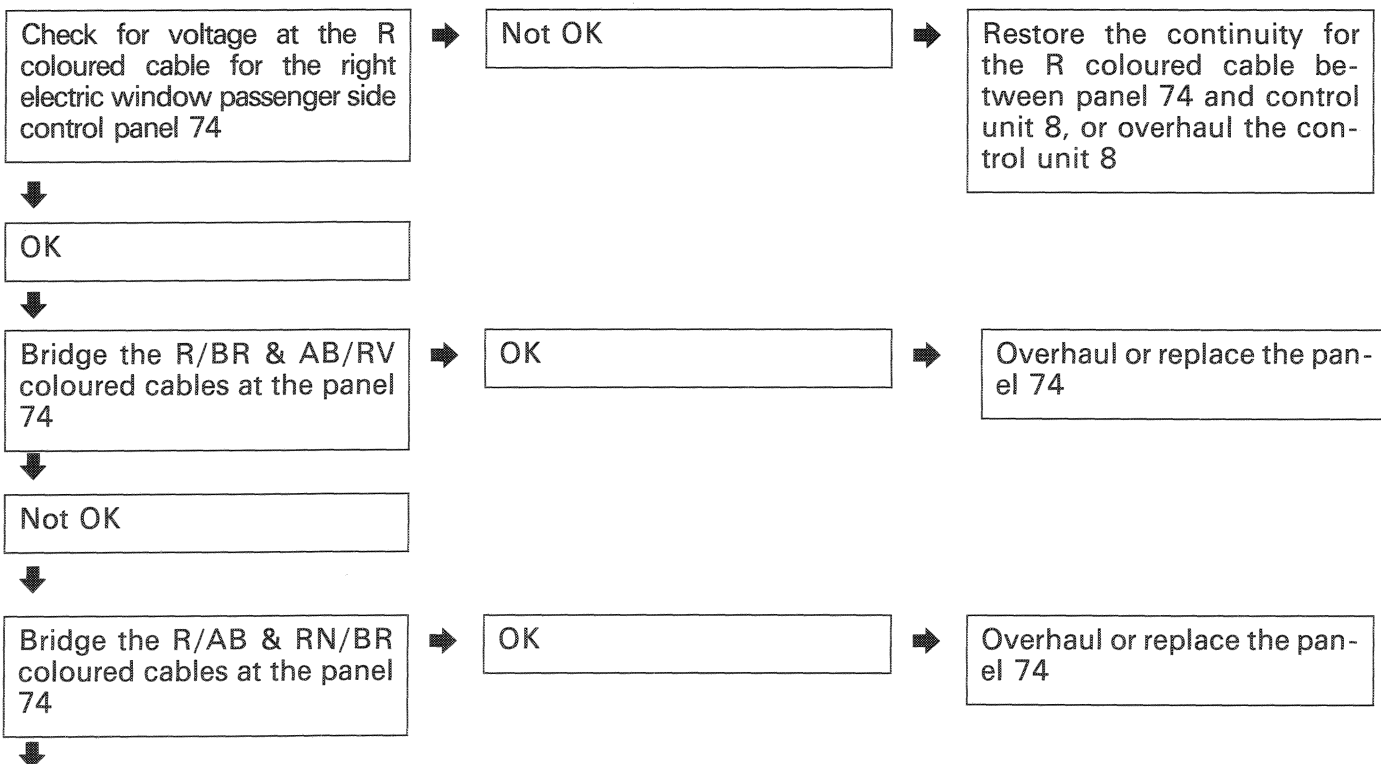 Check for voltage at the R
coloured cable for the right
electric window passenger side
control panel 74
Not OK
Restore the continuity for
the R coloured cable be-
tween panel 74 and control
unit 8, or overhaul the con-
trol unit 8
OK
Bridge the R/BR & AB/RV
coloured cables at the panel
74
OK
Overhaul or replace the pan-
el 74
Not OK
Bridge the R/AB & RN/BR
coloured cables at the panel
74
OK
Overhaul or replace the pan-
el 74